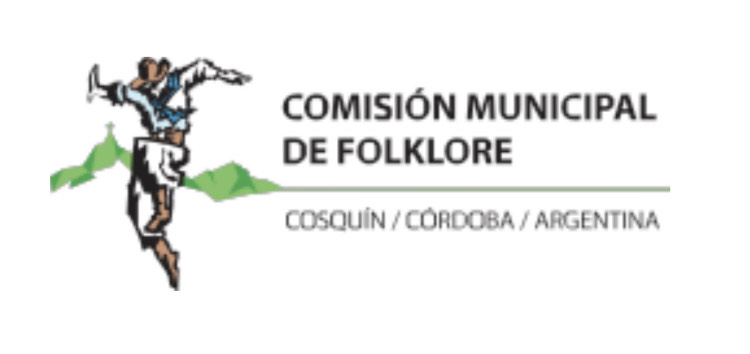 COMISIÓN MUNICIPAL
DE FOLKLORE
COSQUÍN / CÓRDOBA / ARGENTINA